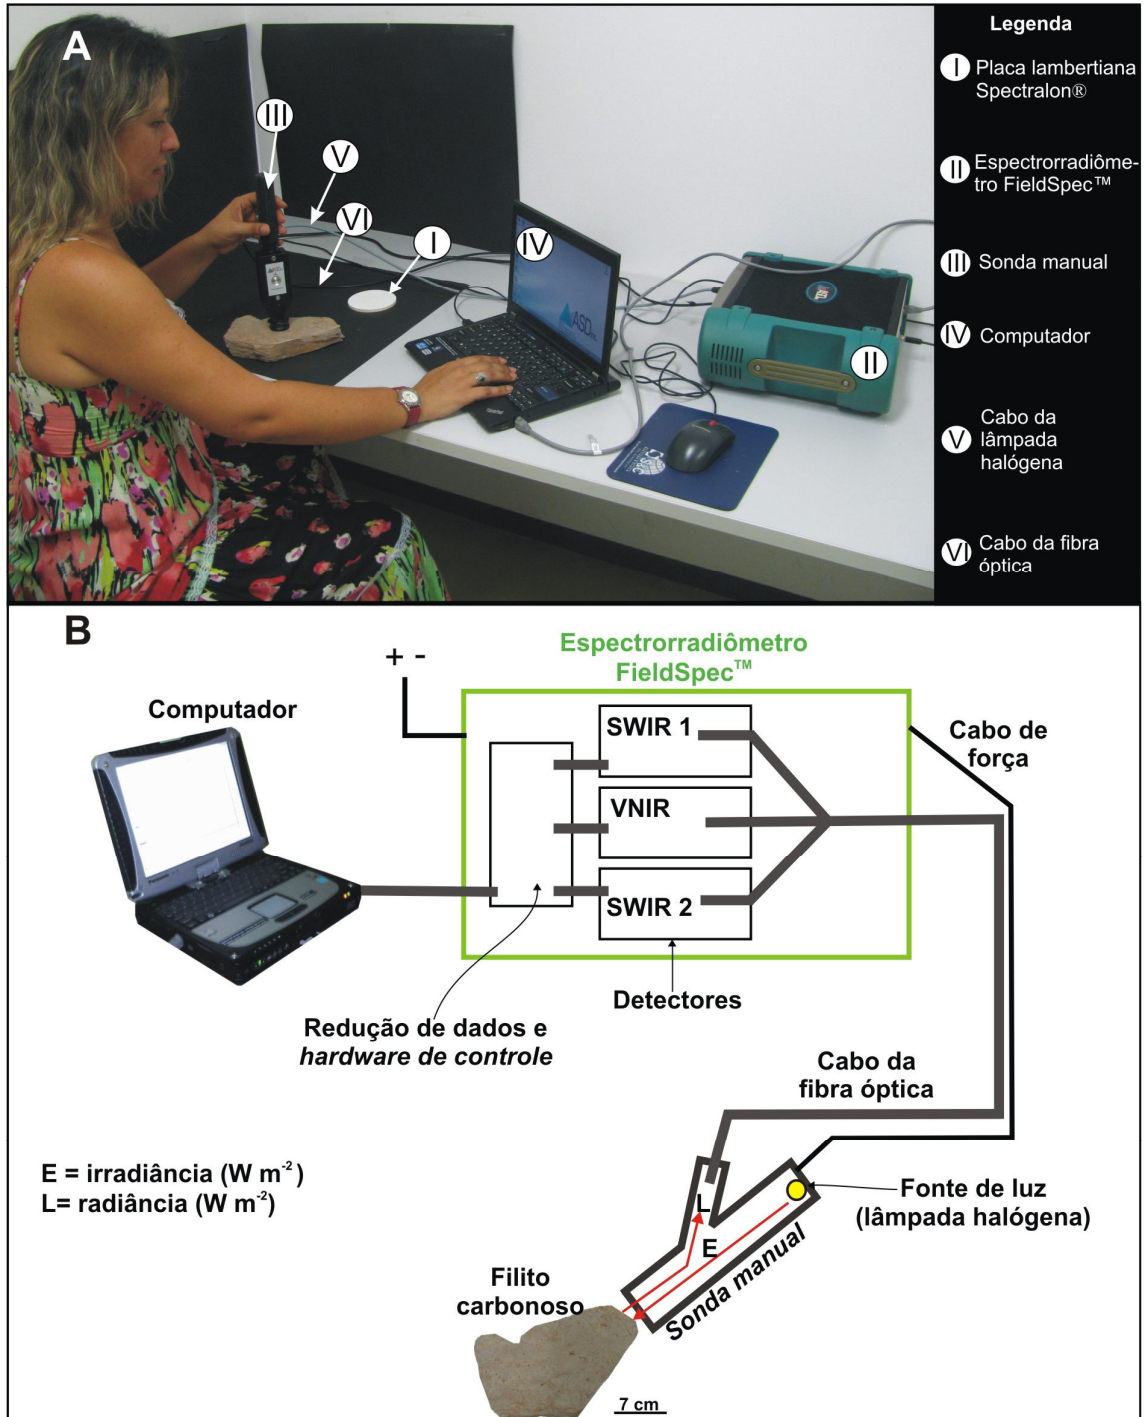 A
III
V
VI
I
IV
II
ASD Inc.
Legenda
I Placa lambertiana
Spectralon®
II Espectrorradiôme-
tro FieldSpec™
III Sonda manual
IV Computador
V Cabo da
lâmpada
halógena
VI Cabo da fibra
óptica
B
+ -
Espectrorradiômetro
FieldSpec™
Computador
SWIR 1
VNIR
SWIR 2
Cabo de
força
Detectores
Redução de dados e
hardware de controle
Cabo da
fibra óptica
E = irradiância (W m⁻²)
L= radiância (W m⁻²)
L
E
Fonte de luz
(lâmpada halógena)
Sonda manual
Filito
carbonoso
7 cm